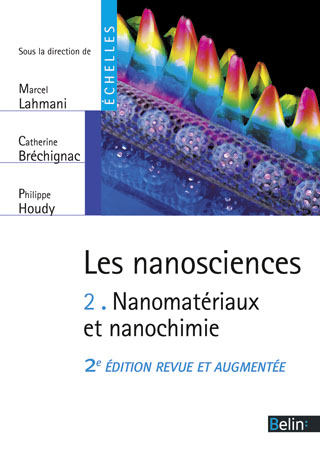 Sous la direction de
Marcel
Lahmani
Catherine
Bréchignac
Philippe
Houdy
ÉCHELLES
Les nanosciences
2. Nanomatériaux
et nanochimie
2e ÉDITION REVUE ET AUGMENTÉE
Belin: